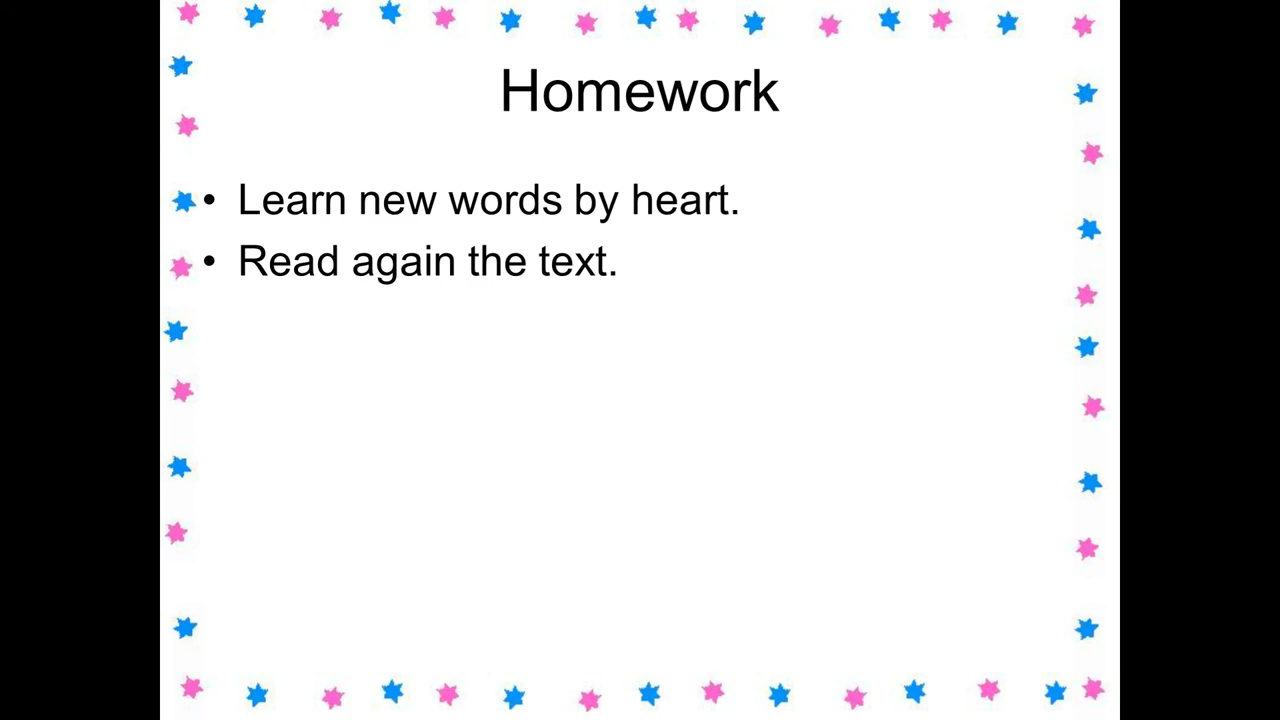 Homework
• Learn new words by heart.
• Read again the text.